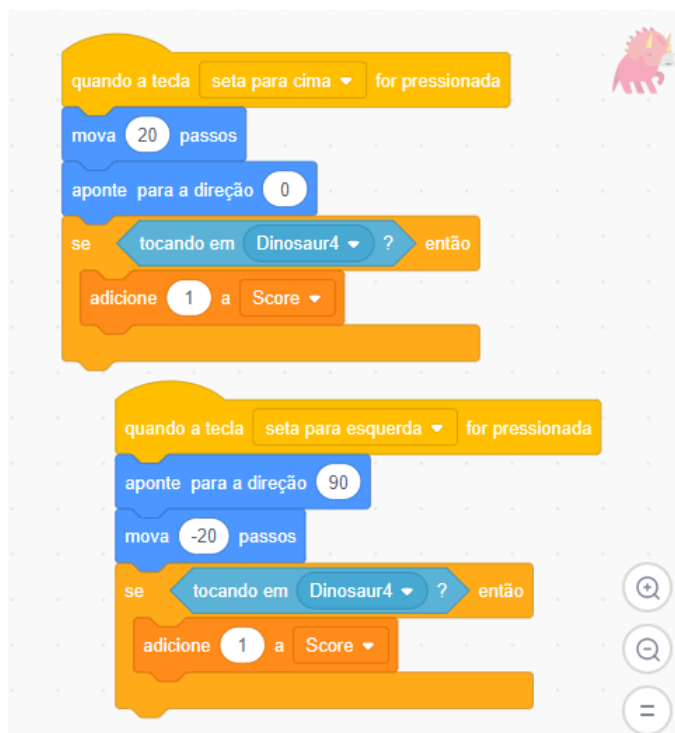 quando a tecla seta para cima for pressionada
mova 20 passos
aponte para a direção 0
se tocando em Dinosaur4 ? então
adicione 1 a Score
quando a tecla seta para esquerda for pressionada
aponte para a direção 90
mova -20 passos
se tocando em Dinosaur4 ? então
adicione 1 a Score